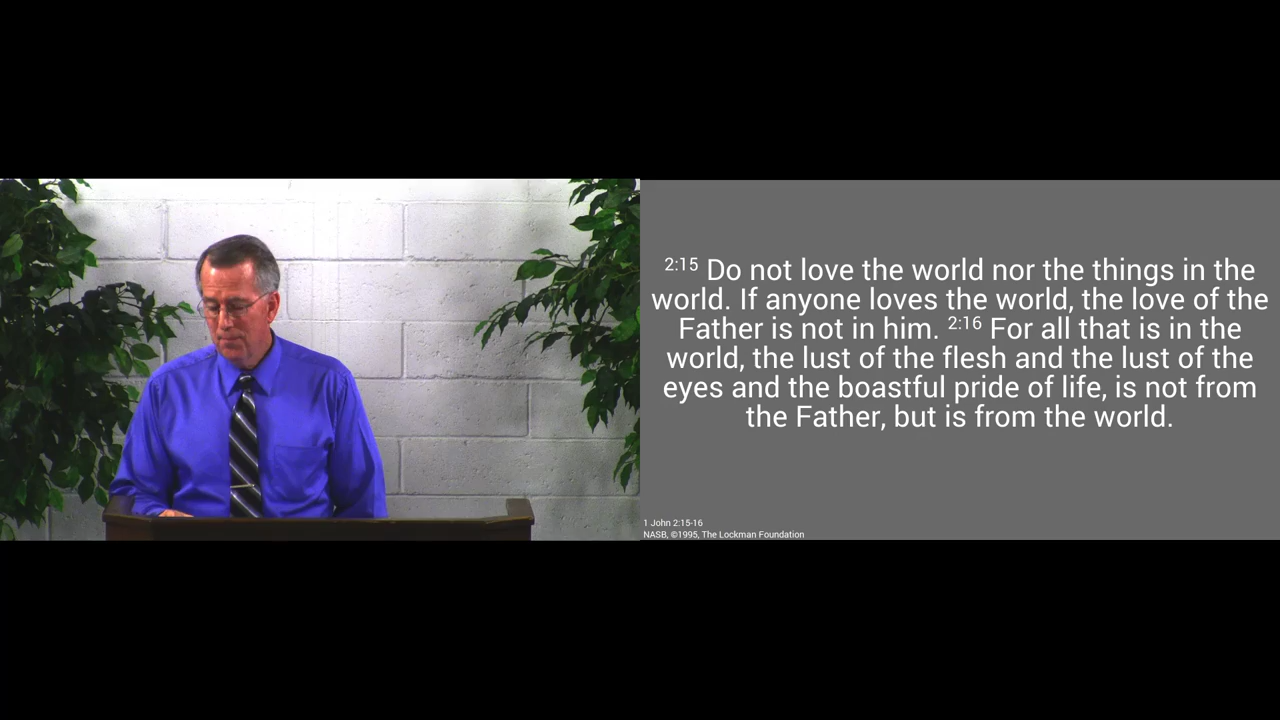 2:15 Do not love the world nor the things in the
world. If anyone loves the world, the love of the
Father is not in him. 2:16 For all that is in the
world, the lust of the flesh and the lust of the
eyes and the boastful pride of life, is not from
the Father, but is from the world.
1 John 2:15-16
NASB, ©1995, The Lockman Foundation